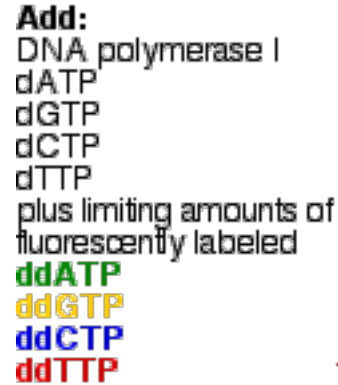 Add:
DNA polymerase I
dATP
dGTP
dCTP
dTTP
plus limiting amounts of
fluorescently labeled
ddATP
ddGTP
ddCTP
ddTTP